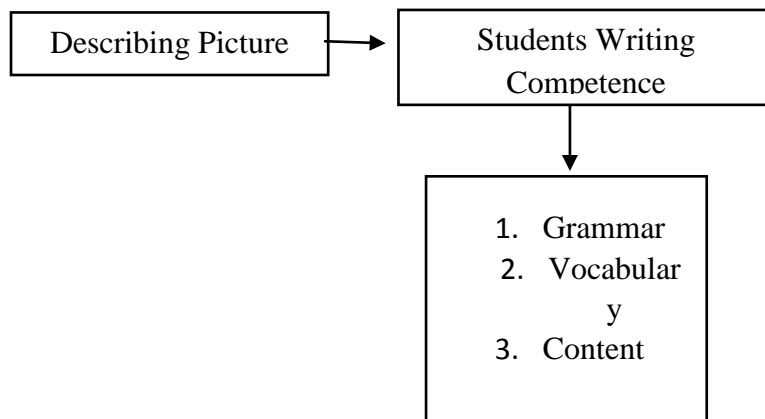 Describing Picture
Students Writing
Competence
1. Grammar
2. Vocabular
y
3. Content